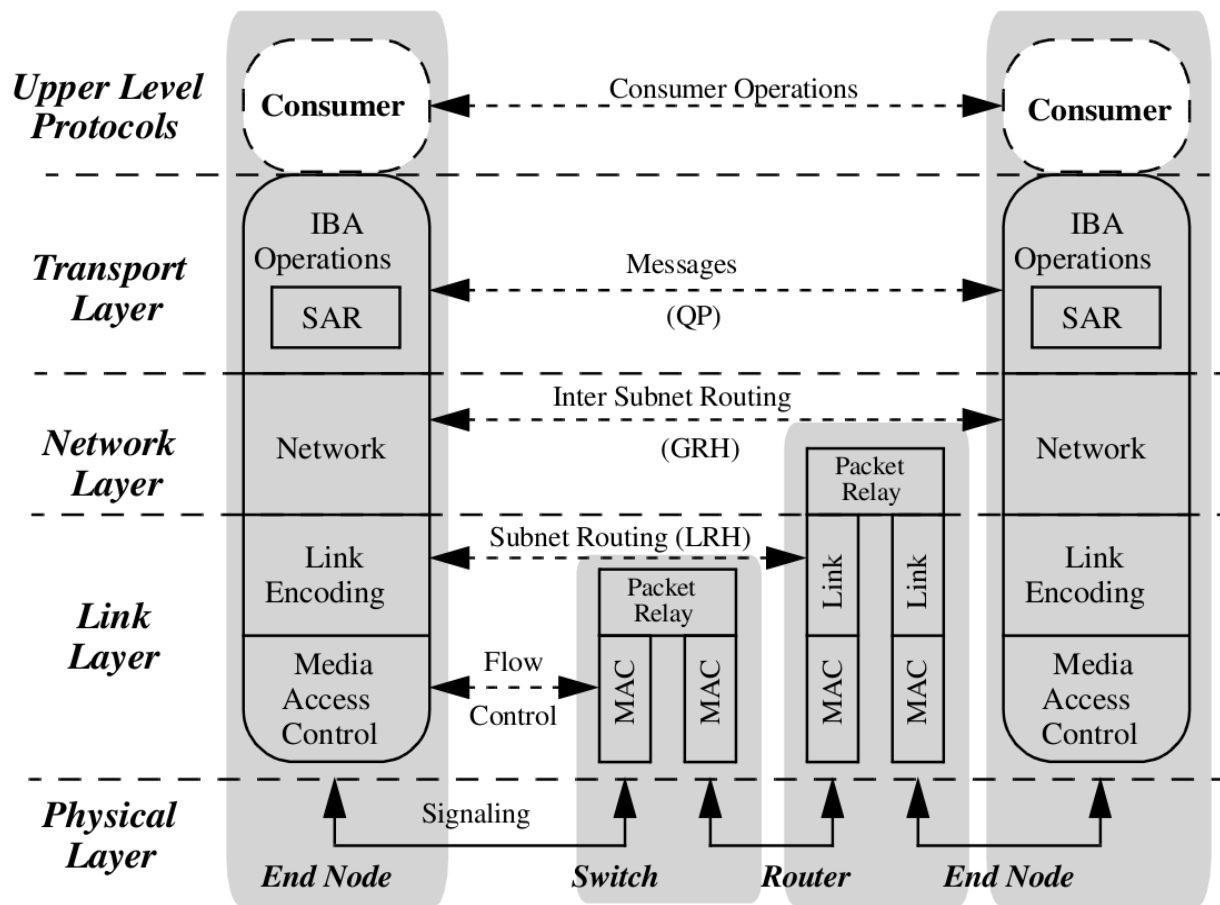 Upper Level
Protocols
Consumer
Consumer Operations
Consumer
Transport
Layer
IBA
Operations
SAR
Messages
(QP)
IBA
Operations
SAR
Network
Layer
Network
Inter Subnet Routing
(GRH)
Packet
Relay
Network
Link
Layer
Link
Encoding
Subnet Routing (LRH)
Packet
Relay
Link
Link
Link
Encoding
Media
Access
Control
Flow
Control
MAC
MAC
MAC
MAC
Media
Access
Control
Physical
Layer
Signaling
End Node
Switch
Router
End Node